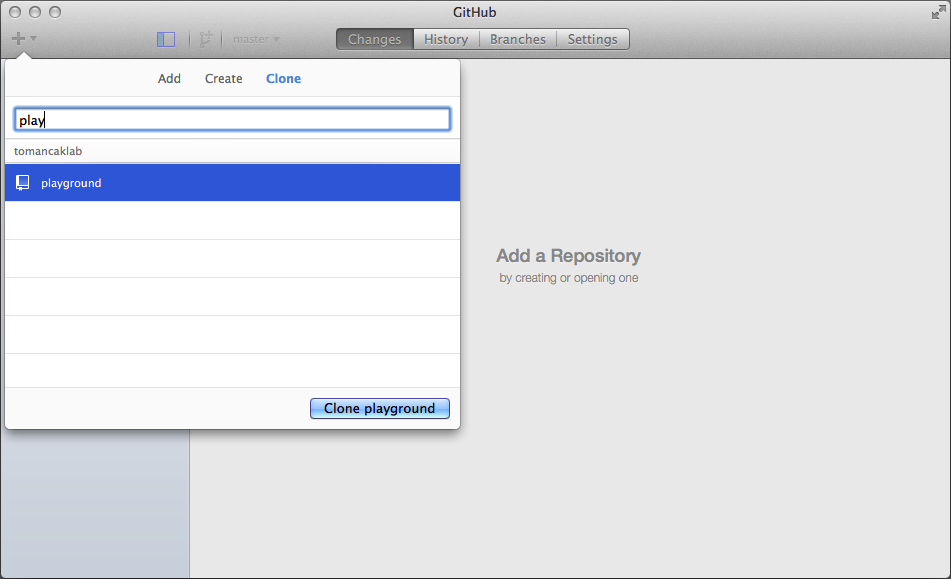 GitHub
master
Changes History Branches Settings
Add Create Clone
play
tomancaklab
playground
Clone playground
Add a Repository
by creating or opening one